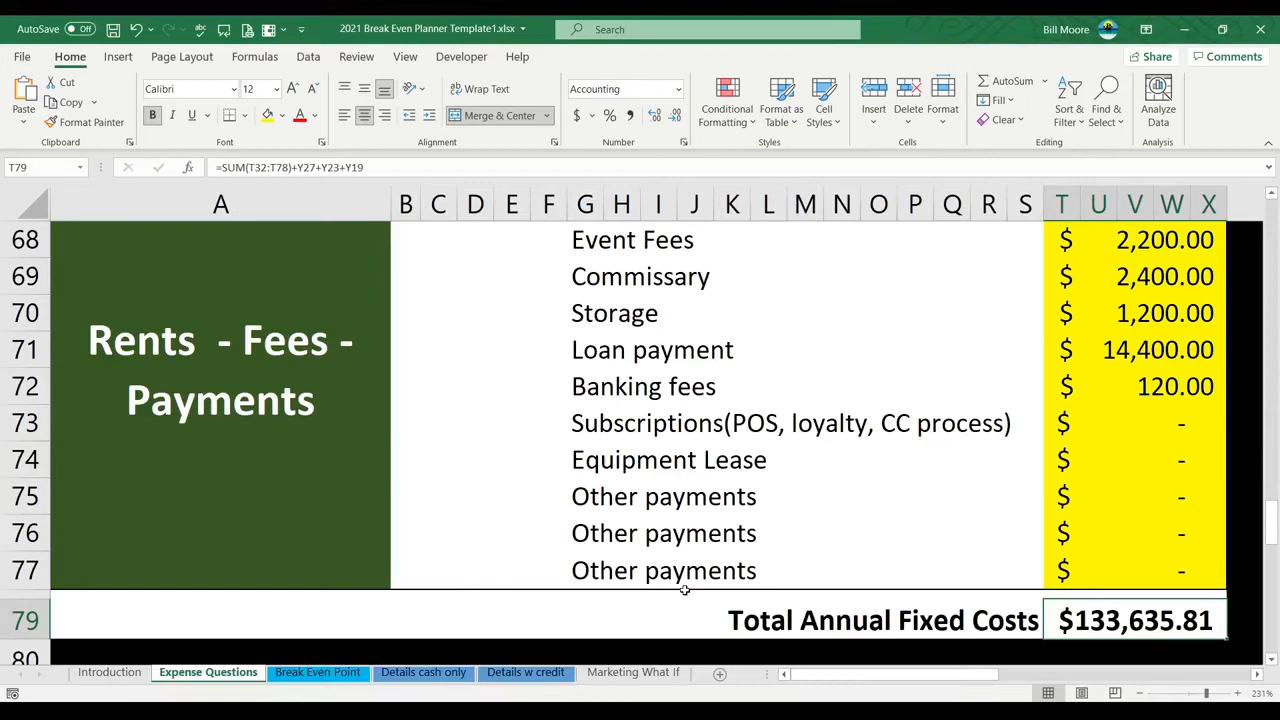 AutoSave Off 2021 Break Even Planner Template1.xlsx Search Bill Moore
File Home Insert Page Layout Formulas Data Review View Developer Help Share Comments
Cut Calibri 12 Wrap Text Accounting AutoSum
Copy Fill
Paste Format Painter B I U A Merge & Center $ % Conditional Formatting Format as Table Cell Styles Insert Delete Format Clear Sort & Filter Find & Select Analyze Data
Clipboard Font Alignment Number Styles Cells Editing Analysis
T79 fx =SUM(T32:T78)+Y27+Y23+Y19
A B C D E F G H I J K L M N O P Q R S T U V W X
68 Event Fees $ 2,200.00
69 Commissary $ 2,400.00
70 Storage $ 1,200.00
Rents - Fees -
71 Loan payment $ 14,400.00
72 Banking fees $ 120.00
Payments
73 Subscriptions(POS, loyalty, CC process) $ -
74 Equipment Lease $ -
75 Other payments $ -
76 Other payments $ -
77 Other payments $ -
79 Total Annual Fixed Costs $133,635.81
80
Introduction Expense Questions Break Even Point Details cash only Details w credit Marketing What If
231%